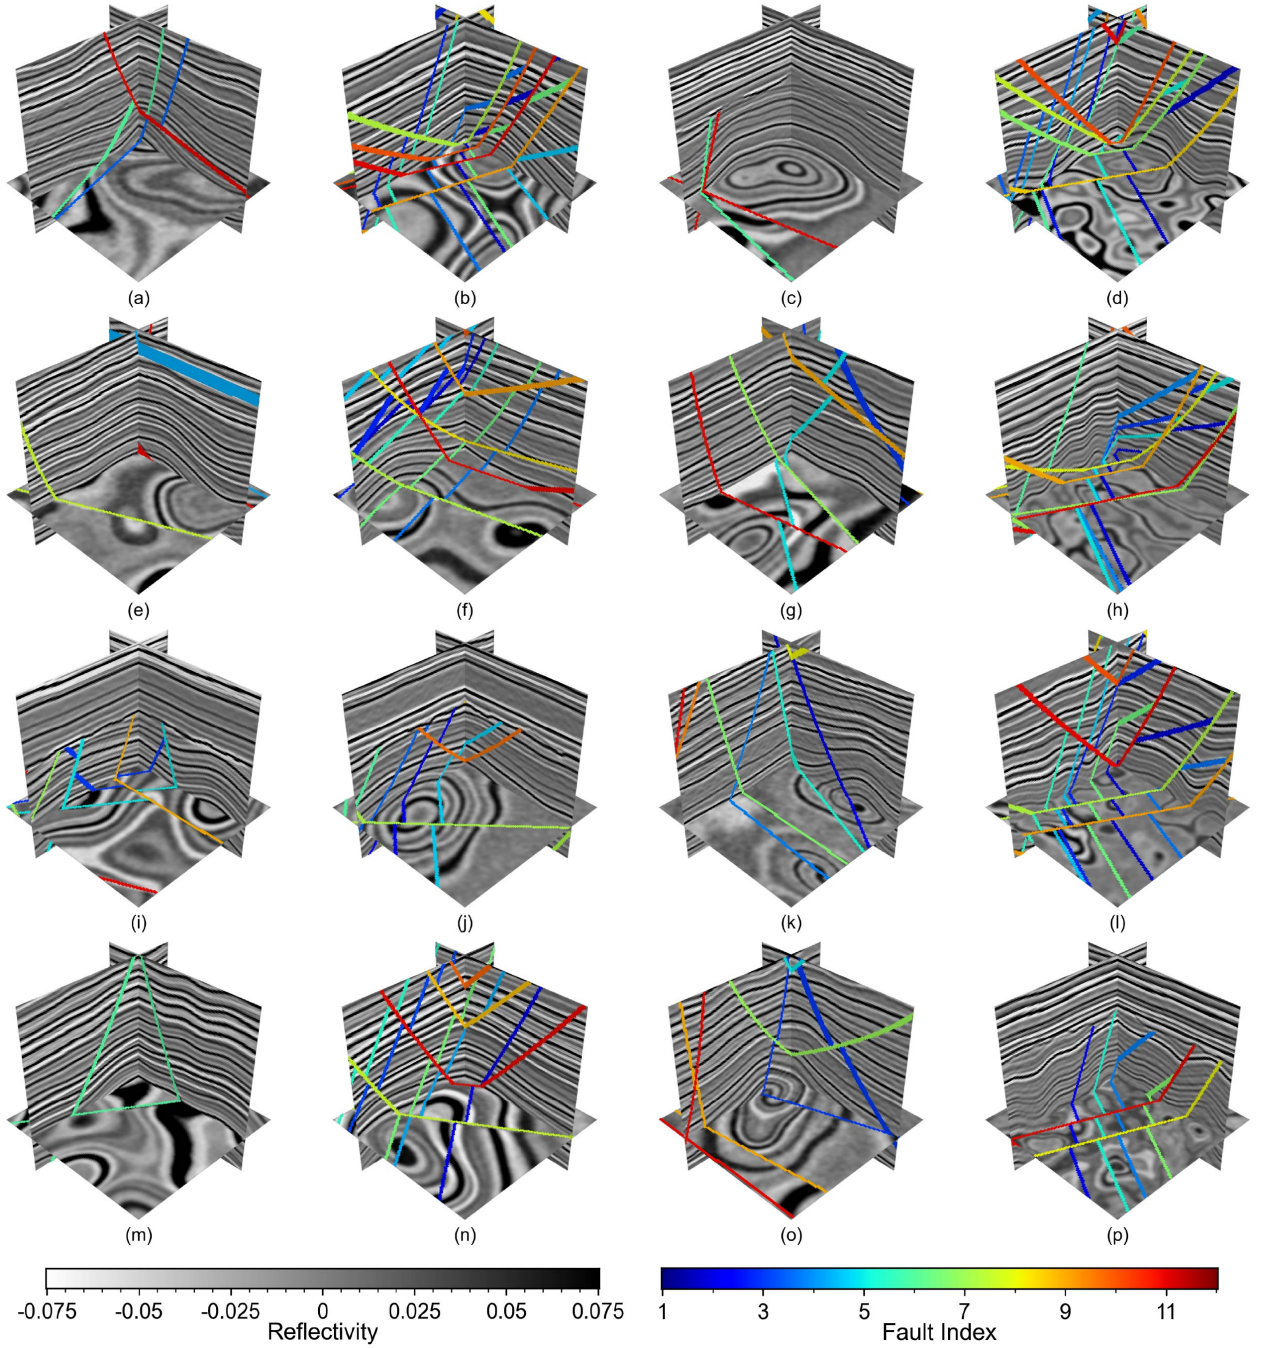 (a) (b) (c) (d)
(e) (f) (g) (h)
(i) (j) (k) (l)
(m) (n) (o) (p)
-0.075 -0.05 -0.025 0 0.025 0.05 0.075
Reflectivity
1 3 5 7 9 11
Fault Index